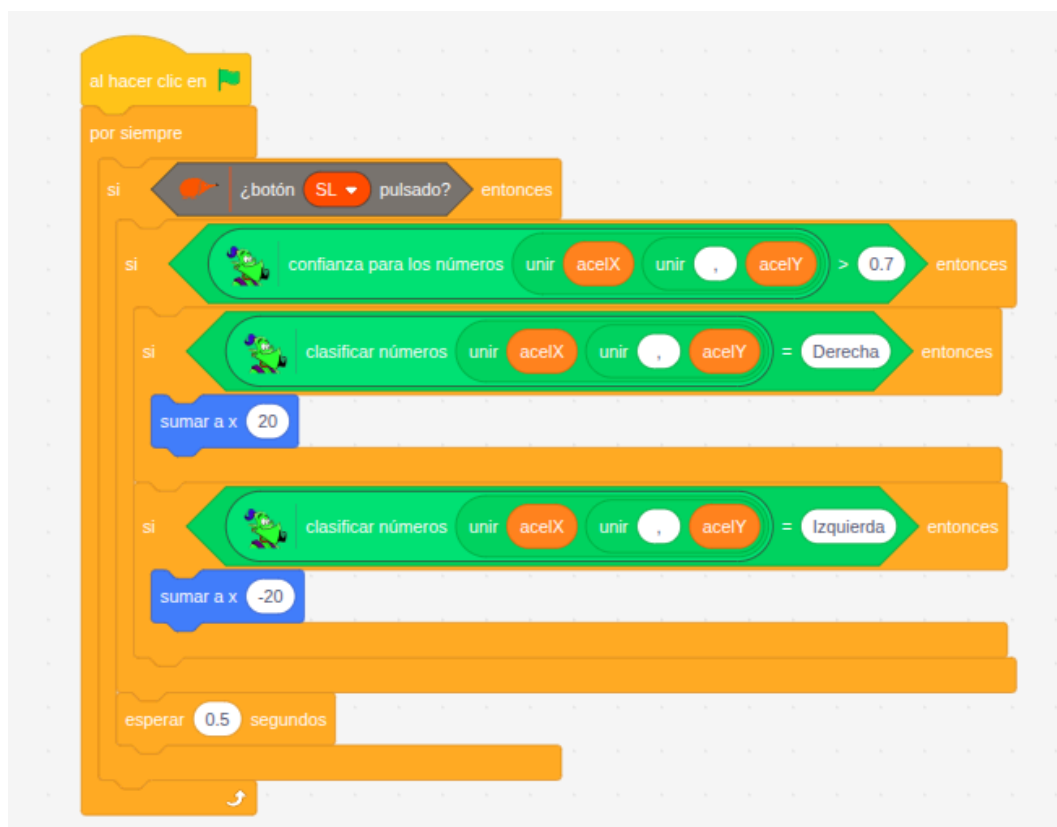 al hacer clic en
por siempre
si ¿botón SL pulsado? entonces
si confianza para los números unir acelX unir , acelY > 0.7 entonces
si clasificar números unir acelX unir , acelY = Derecha entonces
sumar a x 20
si clasificar números unir acelX unir , acelY = Izquierda entonces
sumar a x -20
esperar 0.5 segundos